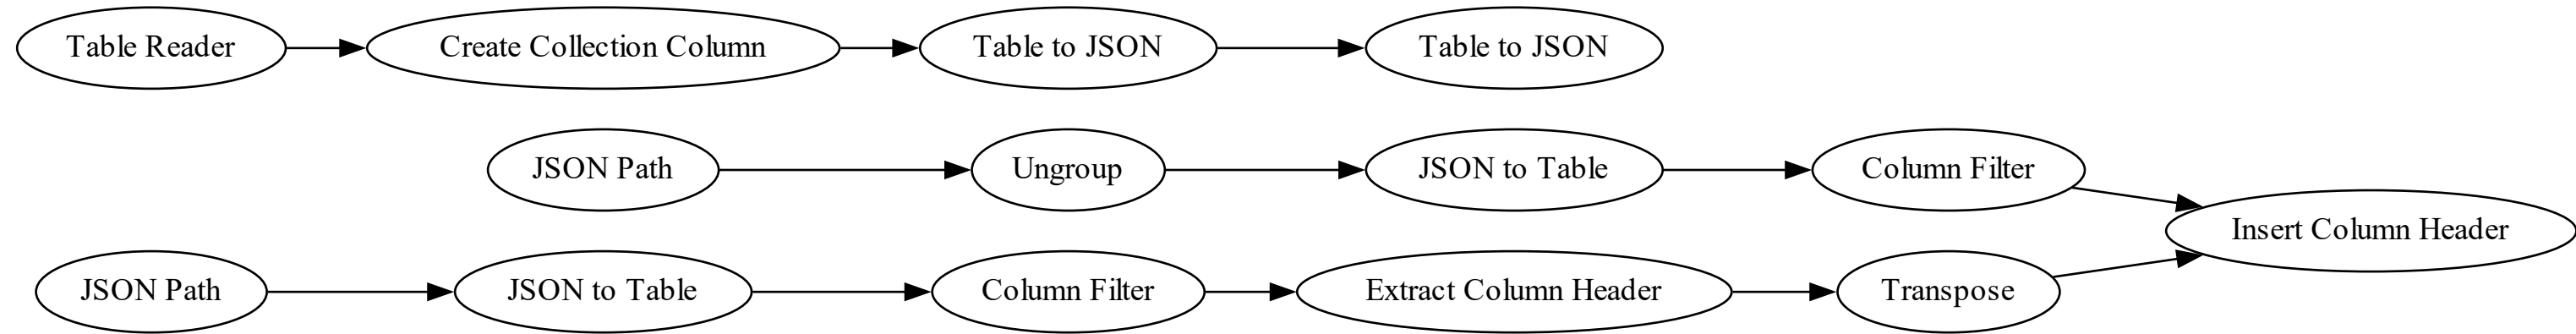 Table Reader
Create Collection Column
Table to JSON
Table to JSON
JSON Path
Ungroup
JSON to Table
Column Filter
Insert Column Header
JSON Path
JSON to Table
Column Filter
Extract Column Header
Transpose